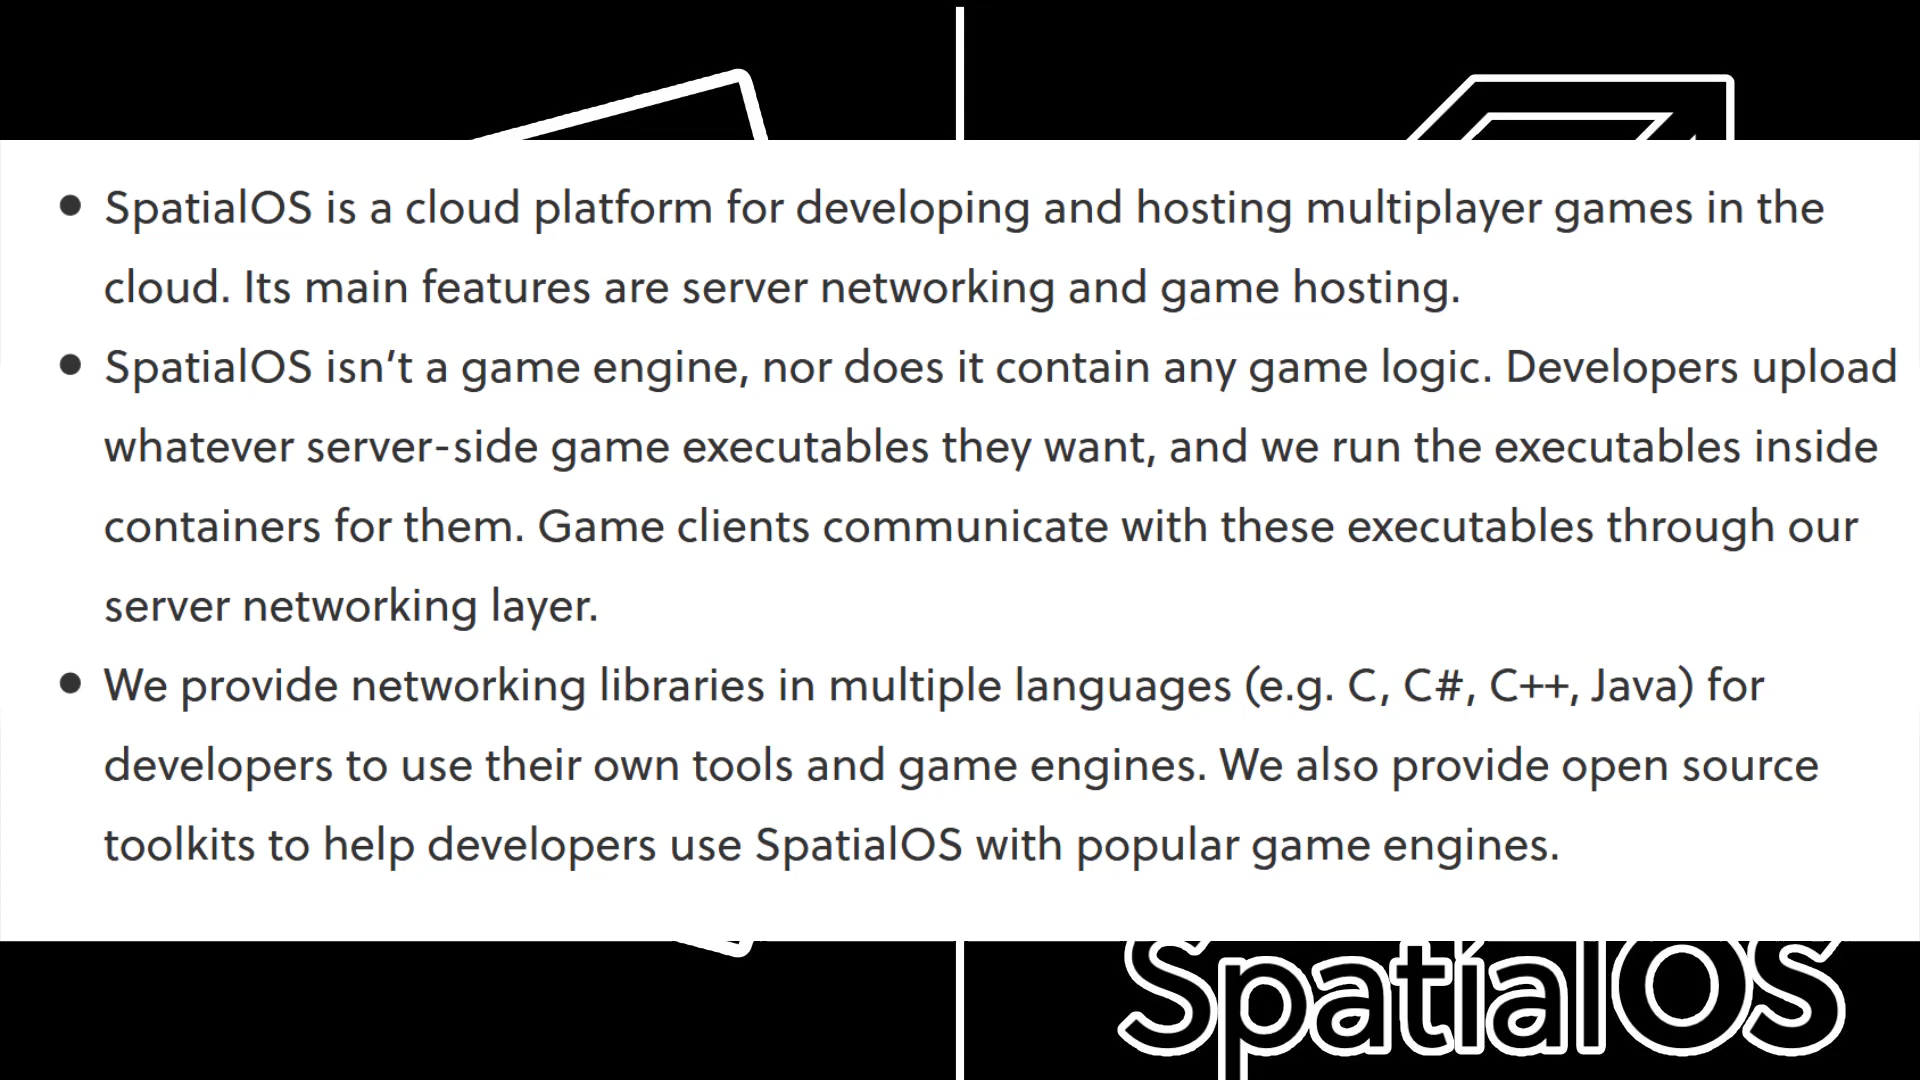 • SpatialOS is a cloud platform for developing and hosting multiplayer games in the
cloud. Its main features are server networking and game hosting.
• SpatialOS isn’t a game engine, nor does it contain any game logic. Developers upload
whatever server-side game executables they want, and we run the executables inside
containers for them. Game clients communicate with these executables through our
server networking layer.
• We provide networking libraries in multiple languages (e.g. C, C#, C++, Java) for
developers to use their own tools and game engines. We also provide open source
toolkits to help developers use SpatialOS with popular game engines.
SpatialOS